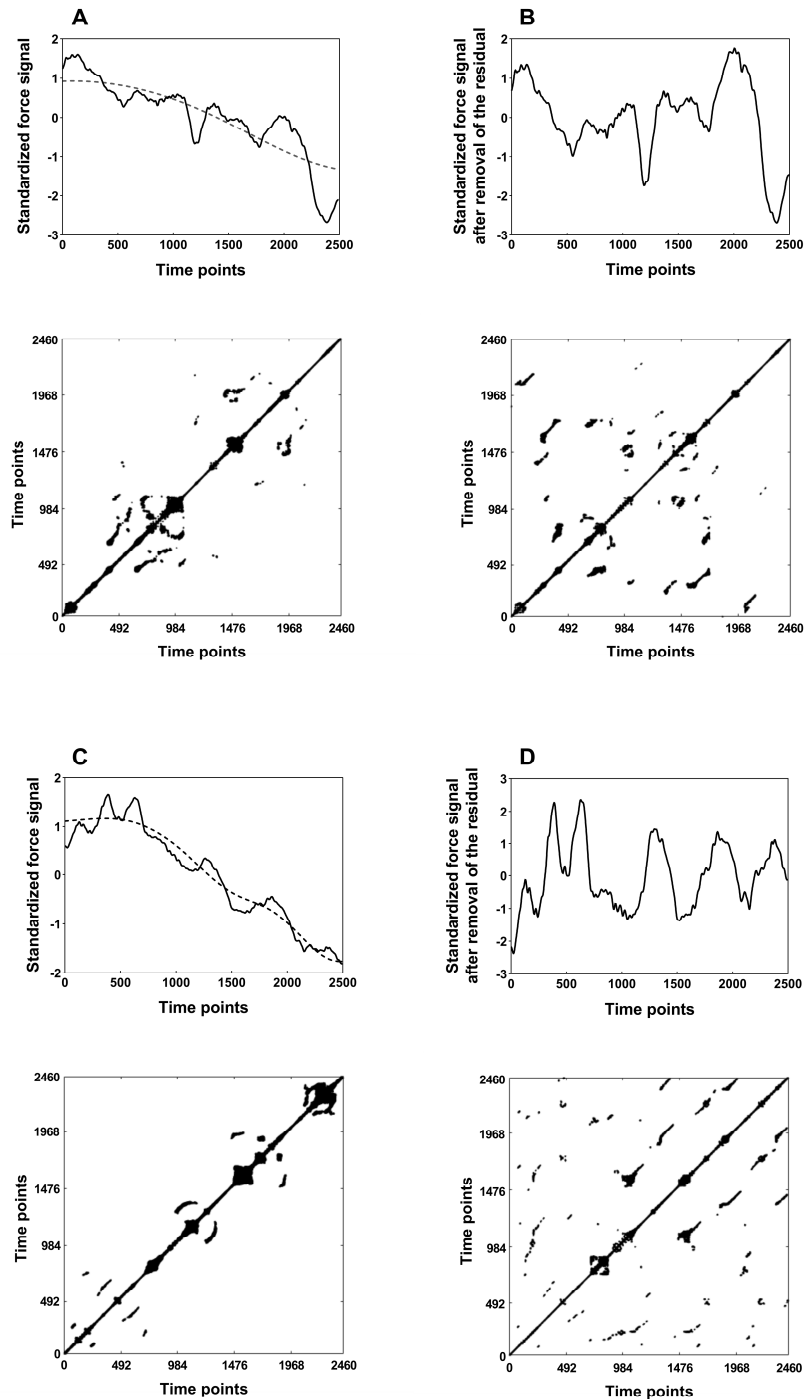 A
Standardized force signal
2
1
0
-1
-2
-3
0 500 1000 1500 2000 2500
Time points
B
Standardized force signal
after removal of the residual
2
1
0
-1
-2
-3
0 500 1000 1500 2000 2500
Time points
Time points
2460
1968
1476
984
492
0
0 492 984 1476 1968 2460
Time points
Time points
2460
1968
1476
984
492
0
0 492 984 1476 1968 2460
Time points
C
Standardized force signal
2
1
0
-1
-2
0 500 1000 1500 2000 2500
Time points
D
Standardized force signal
after removal of the residual
3
2
1
0
-1
-2
-3
0 500 1000 1500 2000 2500
Time points
Time points
2460
1968
1476
984
492
0
0 492 984 1476 1968 2460
Time points
Time points
2460
1968
1476
984
492
0
0 492 984 1476 1968 2460
Time points